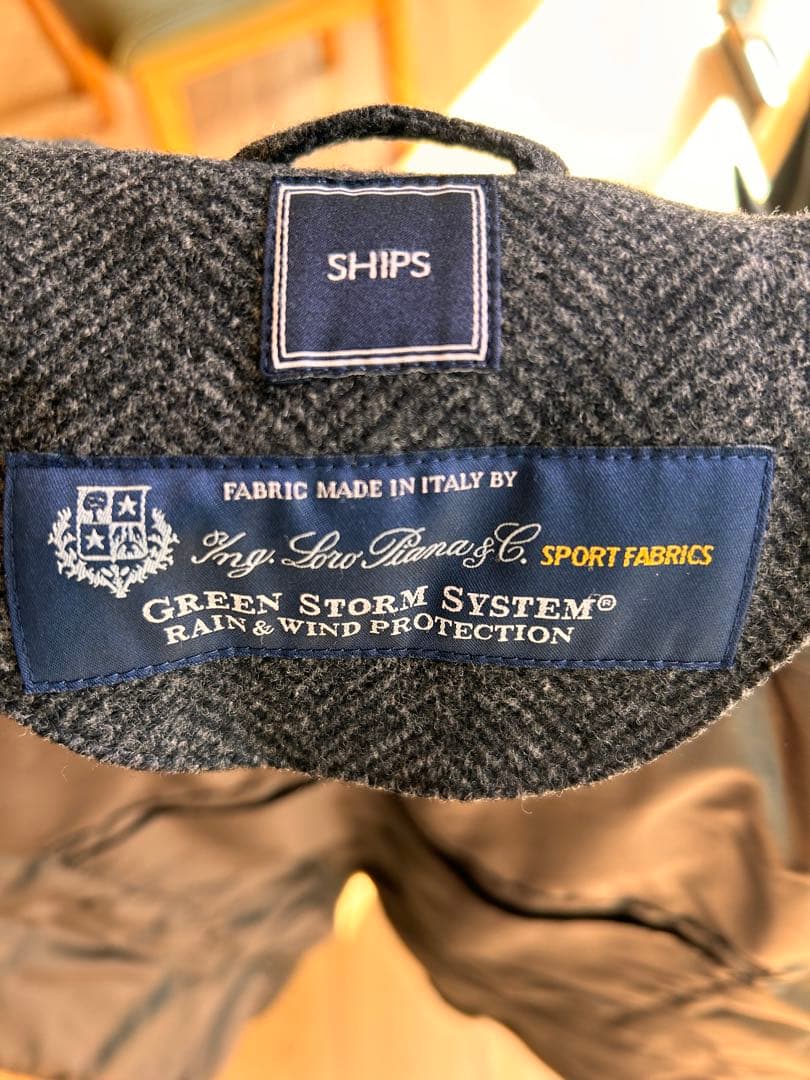 SHIPS
FABRIC MADE IN ITALY BY
Ing. Loro Piana & C. SPORT FABRICS
GREEN STORM SYSTEM®
RAIN & WIND PROTECTION